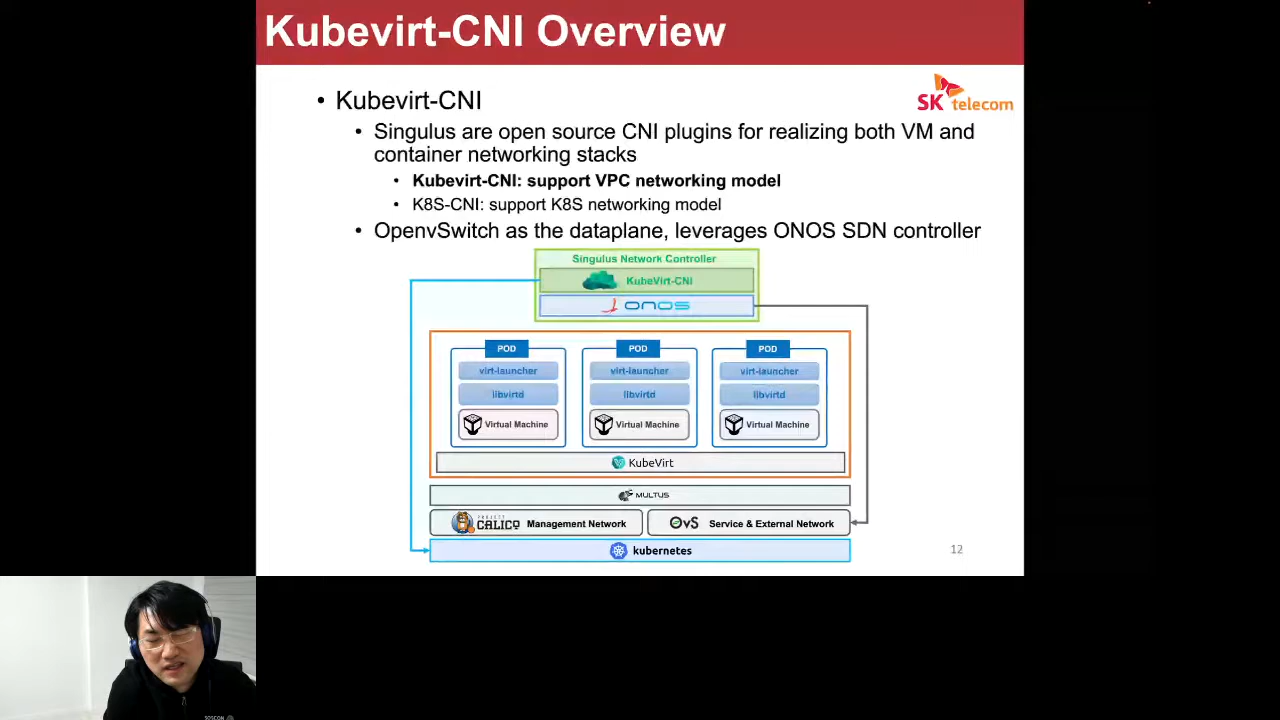 Kubevirt-CNI Overview
SK telecom
• Kubevirt-CNI
• Singulus are open source CNI plugins for realizing both VM and
container networking stacks
• Kubevirt-CNI: support VPC networking model
• K8S-CNI: support K8S networking model
• OpenvSwitch as the dataplane, leverages ONOS SDN controller
Singulus Network Controller
KubeVirt-CNI
onos
POD POD POD
virt-launcher virt-launcher virt-launcher
libvirtd libvirtd libvirtd
Virtual Machine Virtual Machine Virtual Machine
KubeVirt
MULTUS
PROJECT
CALICO Management Network
OVS Service & External Network
kubernetes
12